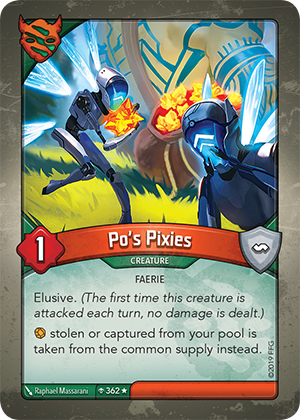 Po's Pixies
1
CREATURE
FAERIE
Elusive. (The first time this creature is
attacked each turn, no damage is dealt.)
stolen or captured from your pool is
taken from the common supply instead.
©2019 FFG
Raphael Massarani
362